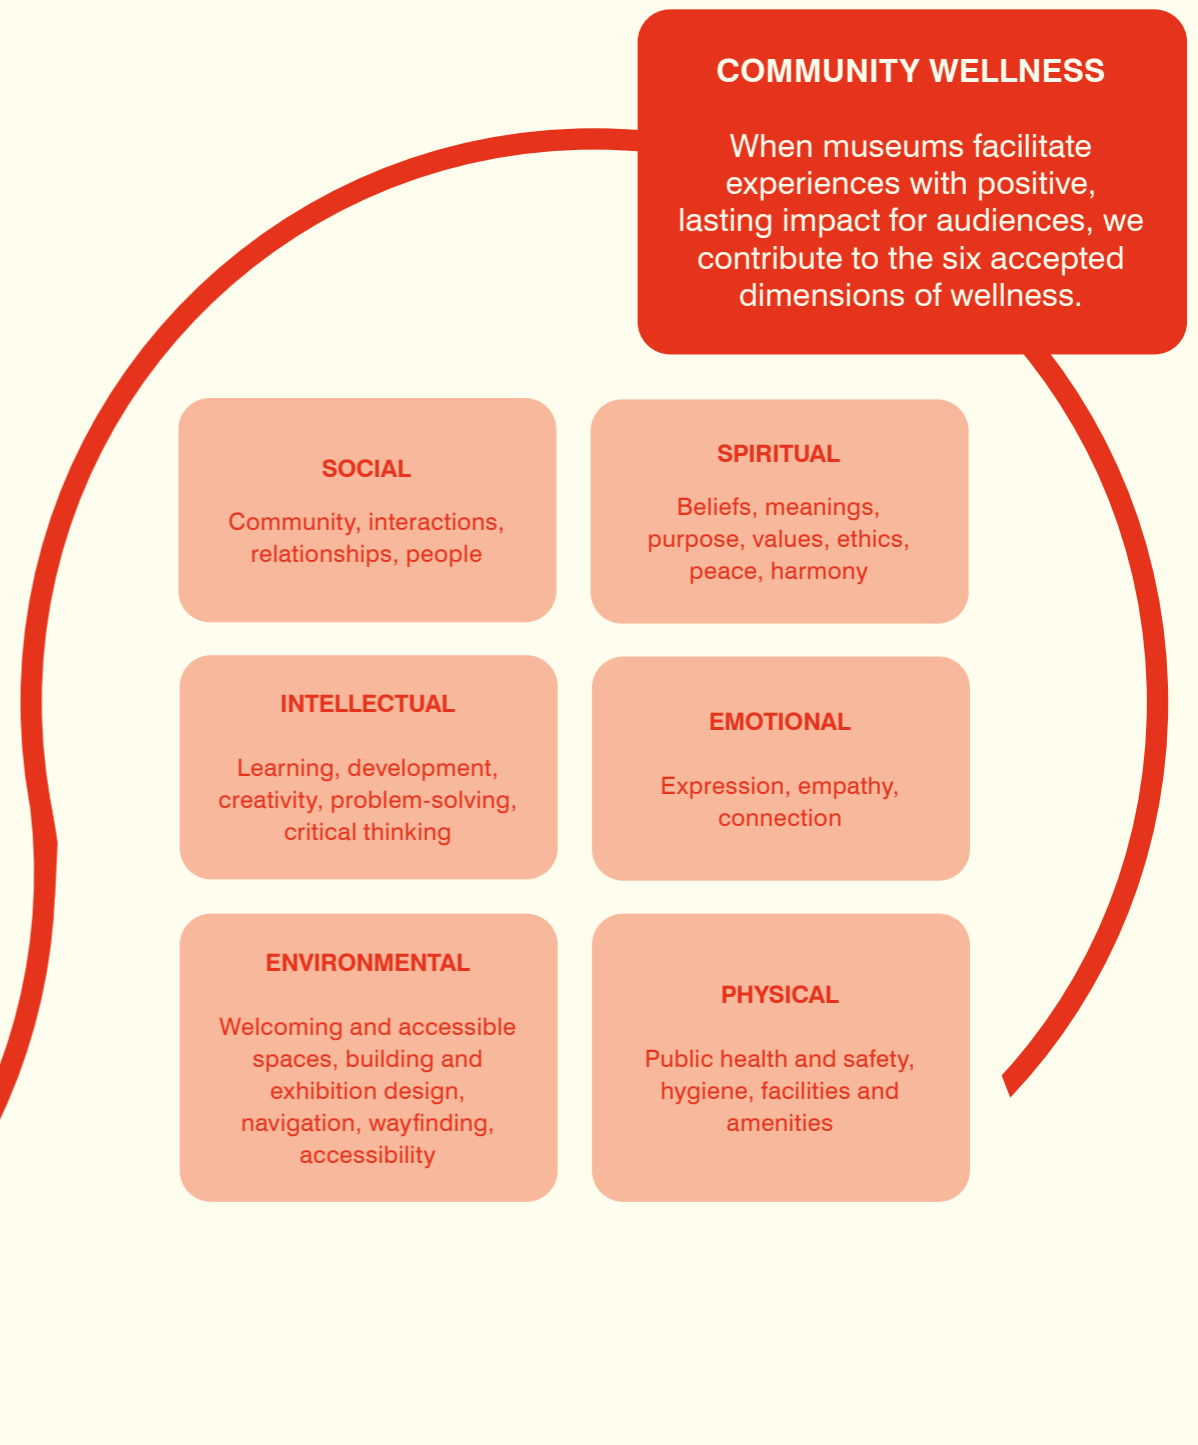 COMMUNITY WELLNESS
When museums facilitate
experiences with positive,
lasting impact for audiences, we
contribute to the six accepted
dimensions of wellness.
SOCIAL
Community, interactions,
relationships, people
SPIRITUAL
Beliefs, meanings,
purpose, values, ethics,
peace, harmony
INTELLECTUAL
Learning, development,
creativity, problem-solving,
critical thinking
EMOTIONAL
Expression, empathy,
connection
ENVIRONMENTAL
Welcoming and accessible
spaces, building and
exhibition design,
navigation, wayfinding,
accessibility
PHYSICAL
Public health and safety,
hygiene, facilities and
amenities